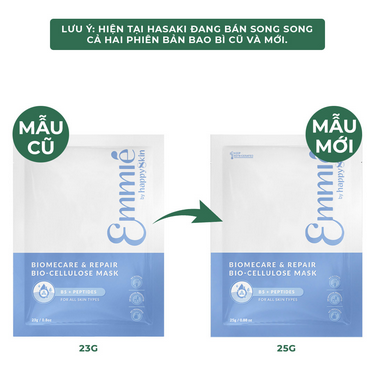 LƯU Ý: HIỆN TẠI HASAKI ĐANG BÁN SONG SONG
CẢ HAI PHIÊN BẢN BAO BÌ CŨ VÀ MỚI.
MẪU
CŨ
Emmié
by happy skin
BIOMECARE & REPAIR
BIO-CELLULOSE MASK
B3 + PEPTIDES
FOR ALL SKIN TYPES
23G
MẪU
MỚI
Emmié
by happy skin
BIOMECARE & REPAIR
BIO-CELLULOSE MASK
B3 + PEPTIDES
FOR ALL SKIN TYPES
25G